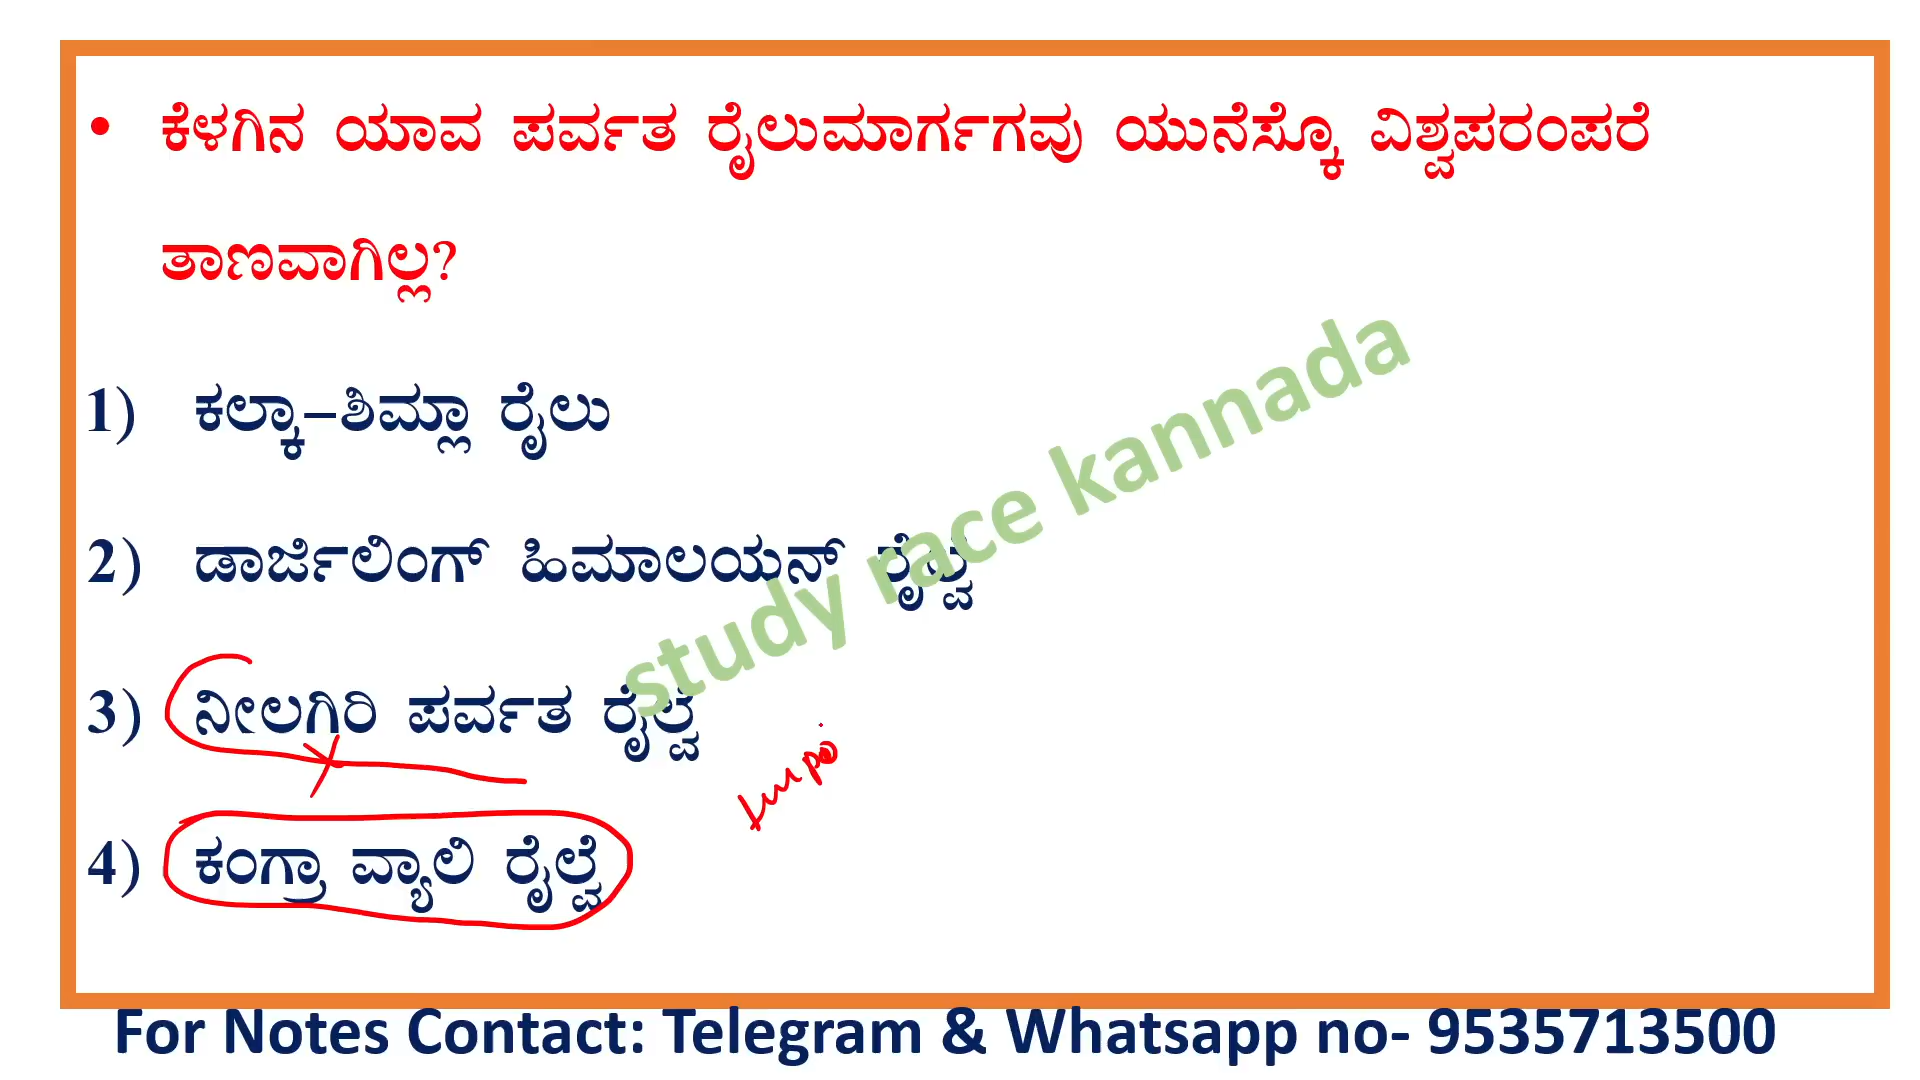 • ಕೆಳಗಿನ ಯಾವ ಪರ್ವತ ರೈಲುಮಾರ್ಗಗವು ಯುನೆಸ್ಕೊ ವಿಶ್ವಪರಂಪರೆ
ತಾಣವಾಗಿಲ್ಲ?
1) ಕಲ್ಕಾ–ಶಿಮ್ಲಾ ರೈಲು
2) ಡಾರ್ಜಿಲಿಂಗ್ ಹಿಮಾಲಯನ್ ರೈಲ್ವೆ
3) ನೀಲಗಿರಿ ಪರ್ವತ ರೈಲ್ವೆ
4) ಕಂಗ್ರಾ ವ್ಯಾಲಿ ರೈಲ್ವೆ
study race kannada
For Notes Contact: Telegram & Whatsapp no- 9535713500